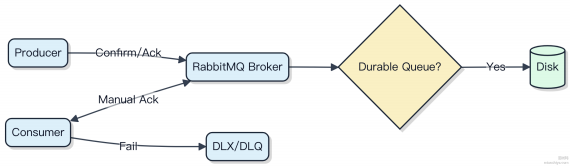 Producer
Confirm/Ack
RabbitMQ Broker
Durable Queue?
Yes
Disk
Manual Ack
Consumer
Fail
DLX/DLQ